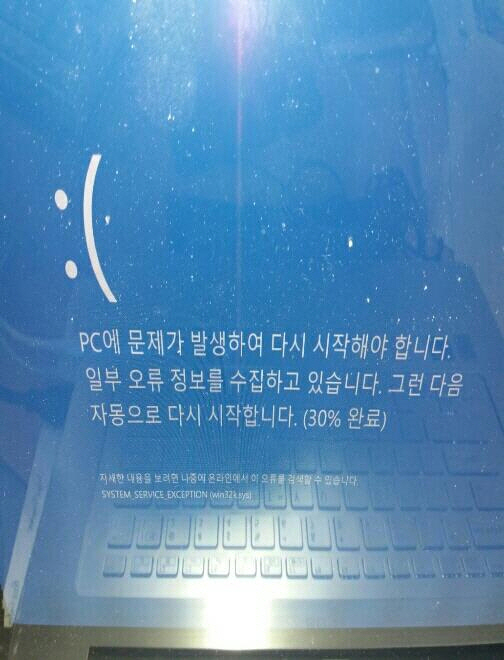 :(
PC에 문제가 발생하여 다시 시작해야 합니다.
일부 오류 정보를 수집하고 있습니다. 그런 다음
자동으로 다시 시작합니다. (30% 완료)
자세한 내용을 보려면 나중에 온라인에서 이 오류를 검색할 수 있습니다.
SYSTEM_SERVICE_EXCEPTION (win32k.sys)